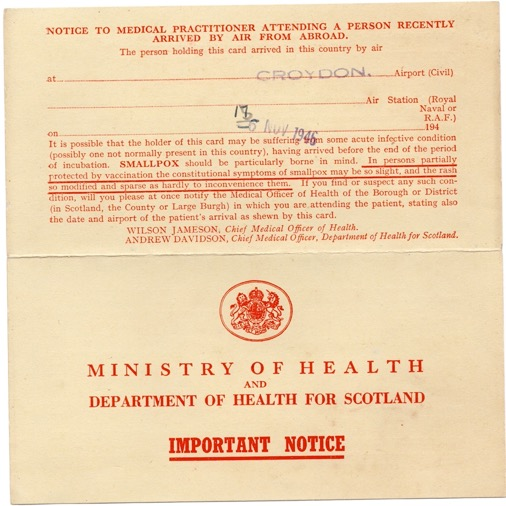 NOTICE TO MEDICAL PRACTITIONER ATTENDING A PERSON RECENTLY
ARRIVED BY AIR FROM ABROAD.
The person holding this card arrived in this country by air
at CROYDON. Airport (Civil)
Air Station (Royal
Naval or
R.A.F.)
6 NOV 1946
on 194
It is possible that the holder of this card may be suffering from some acute infective condition
(possibly one not normally present in this country), having arrived before the end of the period
of incubation. SMALLPOX should be particularly borne in mind. In persons partially
protected by vaccination the constitutional symptoms of smallpox may be so slight, and the rash
so modified and sparse as hardly to inconvenience them. If you find or suspect any such con-
dition, will you please at once notify the Medical Officer of Health of the Borough or District
(in Scotland, the County or Large Burgh) in which you are attending the patient, stating also
the date and airport of the patient's arrival as shewn by this card.
WILSON JAMESON, Chief Medical Officer of Health.
ANDREW DAVIDSON, Chief Medical Officer, Department of Health for Scotland.
MINISTRY OF HEALTH
AND
DEPARTMENT OF HEALTH FOR SCOTLAND
IMPORTANT NOTICE